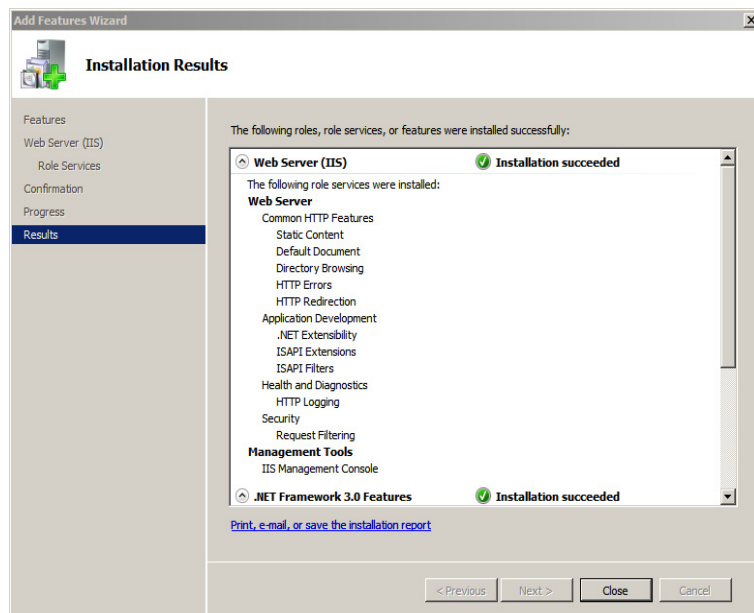 Add Features Wizard
Installation Results
Features
Web Server (IIS)
Role Services
Confirmation
Progress
Results
The following roles, role services, or features were installed successfully:
Web Server (IIS) Installation succeeded
The following role services were installed:
Web Server
Common HTTP Features
Static Content
Default Document
Directory Browsing
HTTP Errors
HTTP Redirection
Application Development
.NET Extensibility
ISAPI Extensions
ISAPI Filters
Health and Diagnostics
HTTP Logging
Security
Request Filtering
Management Tools
IIS Management Console
.NET Framework 3.0 Features Installation succeeded
Print, e-mail, or save the installation report
< Previous Next > Close Cancel